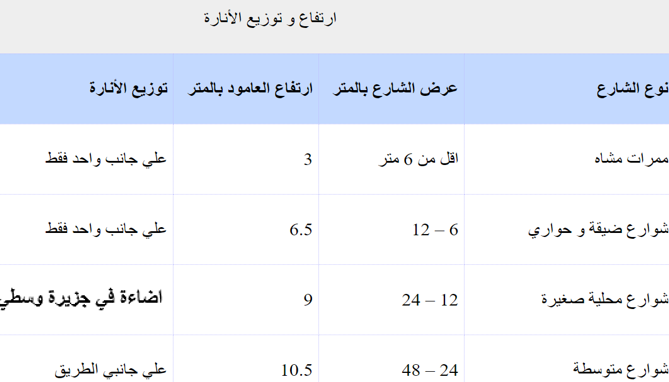 ارتفاع و توزيع الأنارة
نوع الشارع عرض الشارع بالمتر ارتفاع العامود بالمتر توزيع الأنارة
ممرات مشاه اقل من 6 متر 3 علي جانب واحد فقط
شوارع ضيقة و حواري 6 – 12 6.5 علي جانب واحد فقط
شوارع محلية صغيرة 12 – 24 9 اضاءة في جزيرة وسطي
شوارع متوسطة 24 – 48 10.5 علي جانبي الطريق